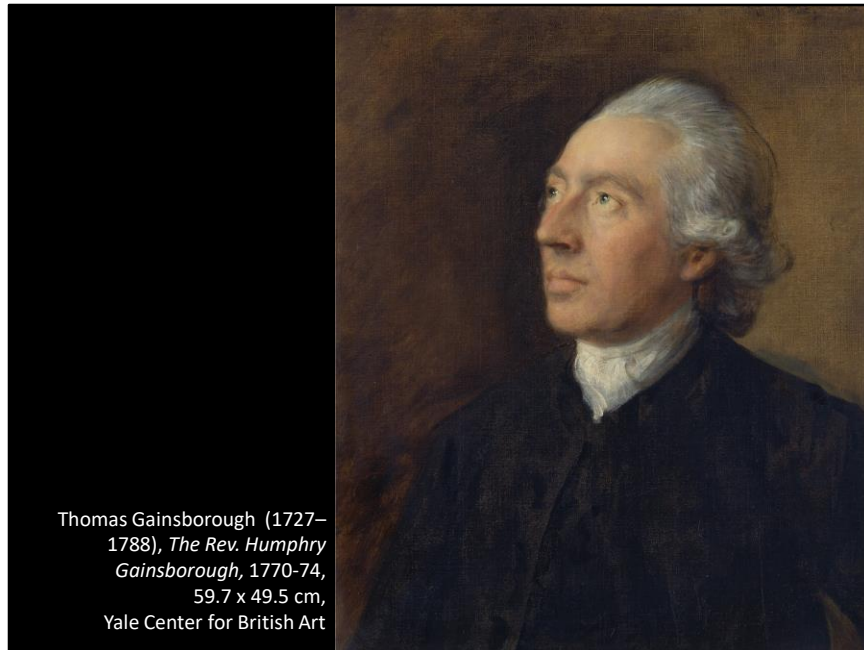 Thomas Gainsborough (1727–
1788), The Rev. Humphry
Gainsborough, 1770-74,
59.7 x 49.5 cm,
Yale Center for British Art